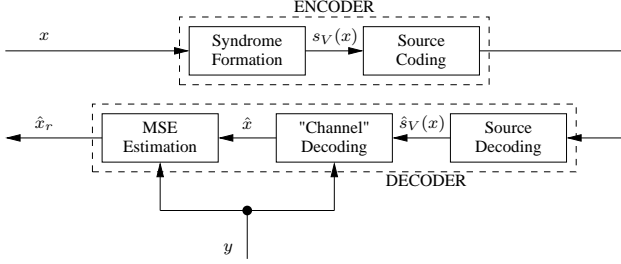 ENCODER
x
Syndrome
Formation
s_V(x)
Source
Coding
x̂_r
MSE
Estimation
x̂
"Channel"
Decoding
ŝ_V(x)
Source
Decoding
DECODER
y